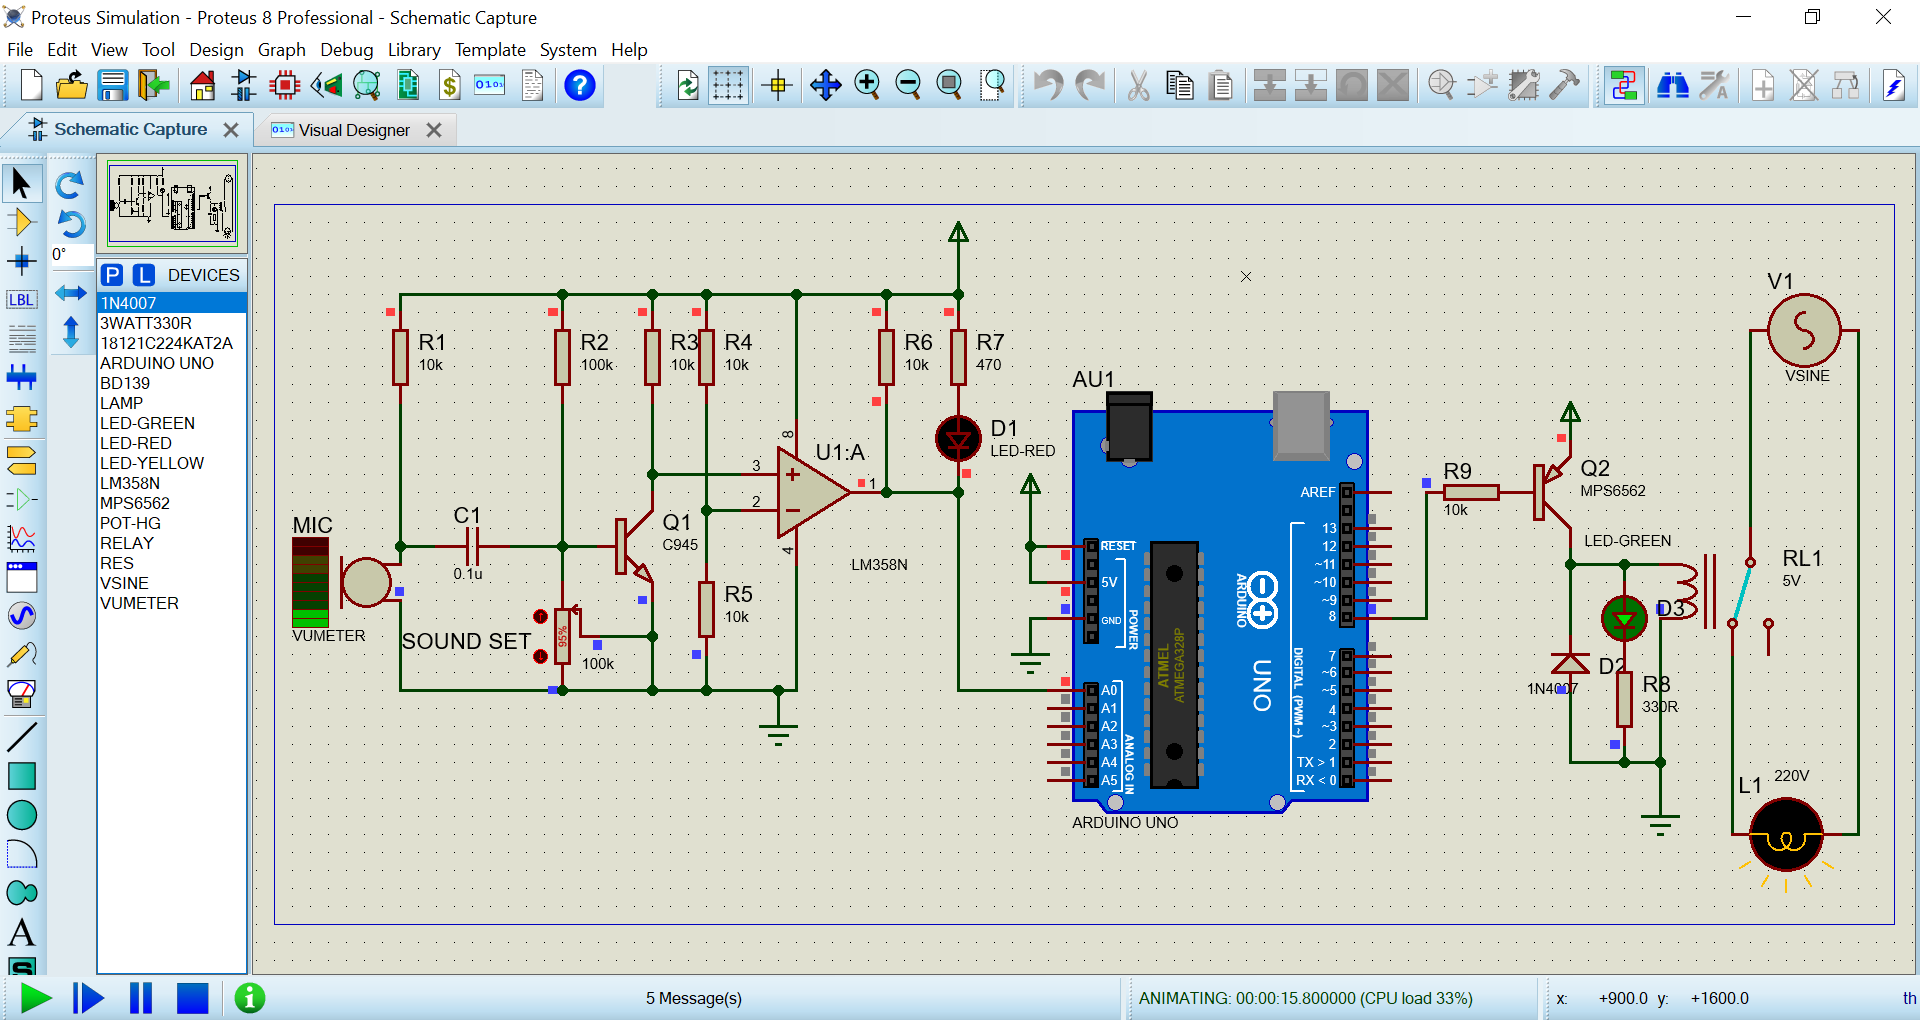 Proteus Simulation - Proteus 8 Professional - Schematic Capture
File Edit View Tool Design Graph Debug Library Template System Help
Schematic Capture
Visual Designer
0°
LBL
P L DEVICES
1N4007
3WATT330R
18121C224KAT2A
ARDUINO UNO
BD139
LAMP
LED-GREEN
LED-RED
LED-YELLOW
LM358N
MPS6562
POT-HG
RELAY
RES
VSINE
VUMETER
MIC
VUMETER
R1
10k
C1
0.1u
SOUND SET
95%
100k
R2
100k
R3
10k
R4
10k
Q1
C945
R5
10k
U1:A
3
2
8
4
1
LM358N
R6
10k
R7
470
D1
LED-RED
AU1
ARDUINO UNO
RESET
5V
GND
POWER
A0
A1
A2
A3
A4
A5
ANALOG IN
ATMEL
ATMEGA328P
ARDUINO
UNO
AREF
13
12
~11
~10
~9
8
7
~6
~5
4
~3
2
TX > 1
RX < 0
DIGITAL (PWM ~)
R9
10k
Q2
MPS6562
LED-GREEN
D3
D2
1N4007
R8
330R
RL1
5V
V1
VSINE
L1
220V
5 Message(s)
ANIMATING: 00:00:15.800000 (CPU load 33%)
x: +900.0 y: +1600.0 th